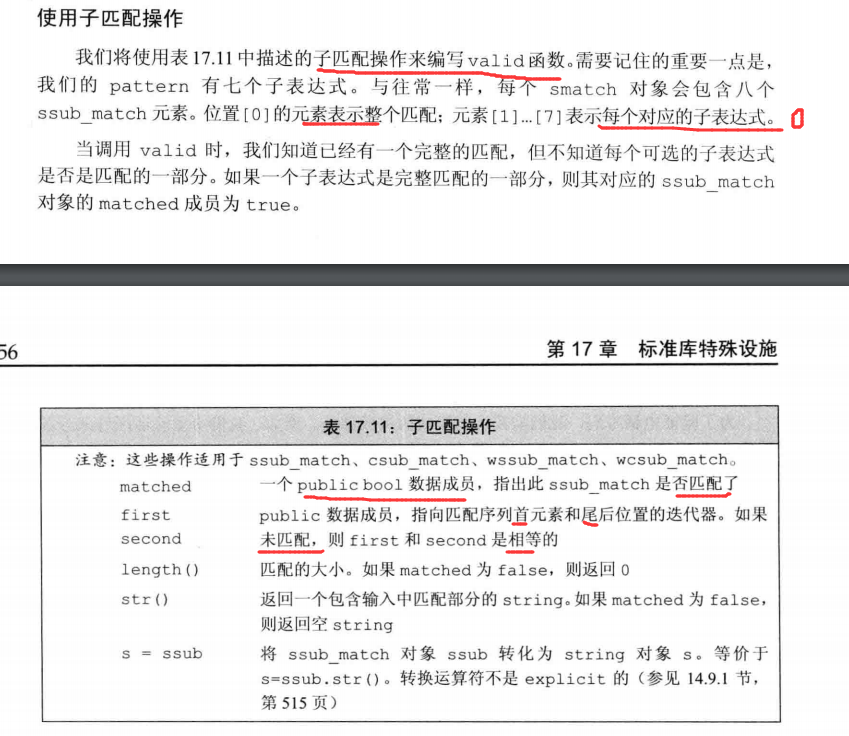 使用子匹配操作
我们将使用表17.11中描述的子匹配操作来编写valid函数。需要记住的重要一点是,
我们的 pattern 有七个子表达式。与往常一样,每个 smatch 对象会包含八个
ssub_match 元素。位置[0]的元素表示整个匹配;元素[1]…[7]表示每个对应的子表达式。
当调用 valid 时,我们知道已经有一个完整的匹配,但不知道每个可选的子表达式
是否是匹配的一部分。如果一个子表达式是完整匹配的一部分,则其对应的 ssub_match
对象的 matched 成员为 true。
56 第 17 章 标准库特殊设施
表 17.11:子匹配操作
注意:这些操作适用于 ssub_match、csub_match、wssub_match、wcsub_match。
matched 一个 public bool 数据成员,指出此 ssub_match 是否匹配了
first public 数据成员,指向匹配序列首元素和尾后位置的迭代器。如果
second 未匹配,则 first 和 second 是相等的
length() 匹配的大小。如果 matched 为 false,则返回 0
str() 返回一个包含输入中匹配部分的 string。如果 matched 为 false,
则返回空 string
s = ssub 将 ssub_match 对象 ssub 转化为 string 对象 s。等价于
s=ssub.str()。转换运算符不是 explicit 的(参见 14.9.1 节,
第 515 页)